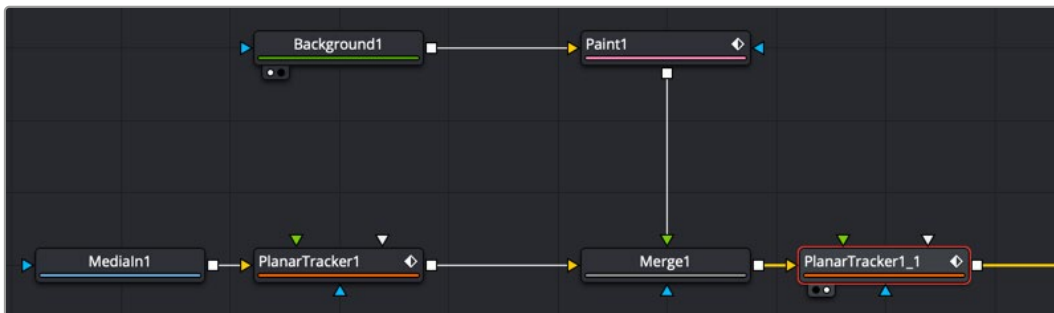 Background1
Paint1
MediaIn1
PlanarTracker1
Merge1
PlanarTracker1_1